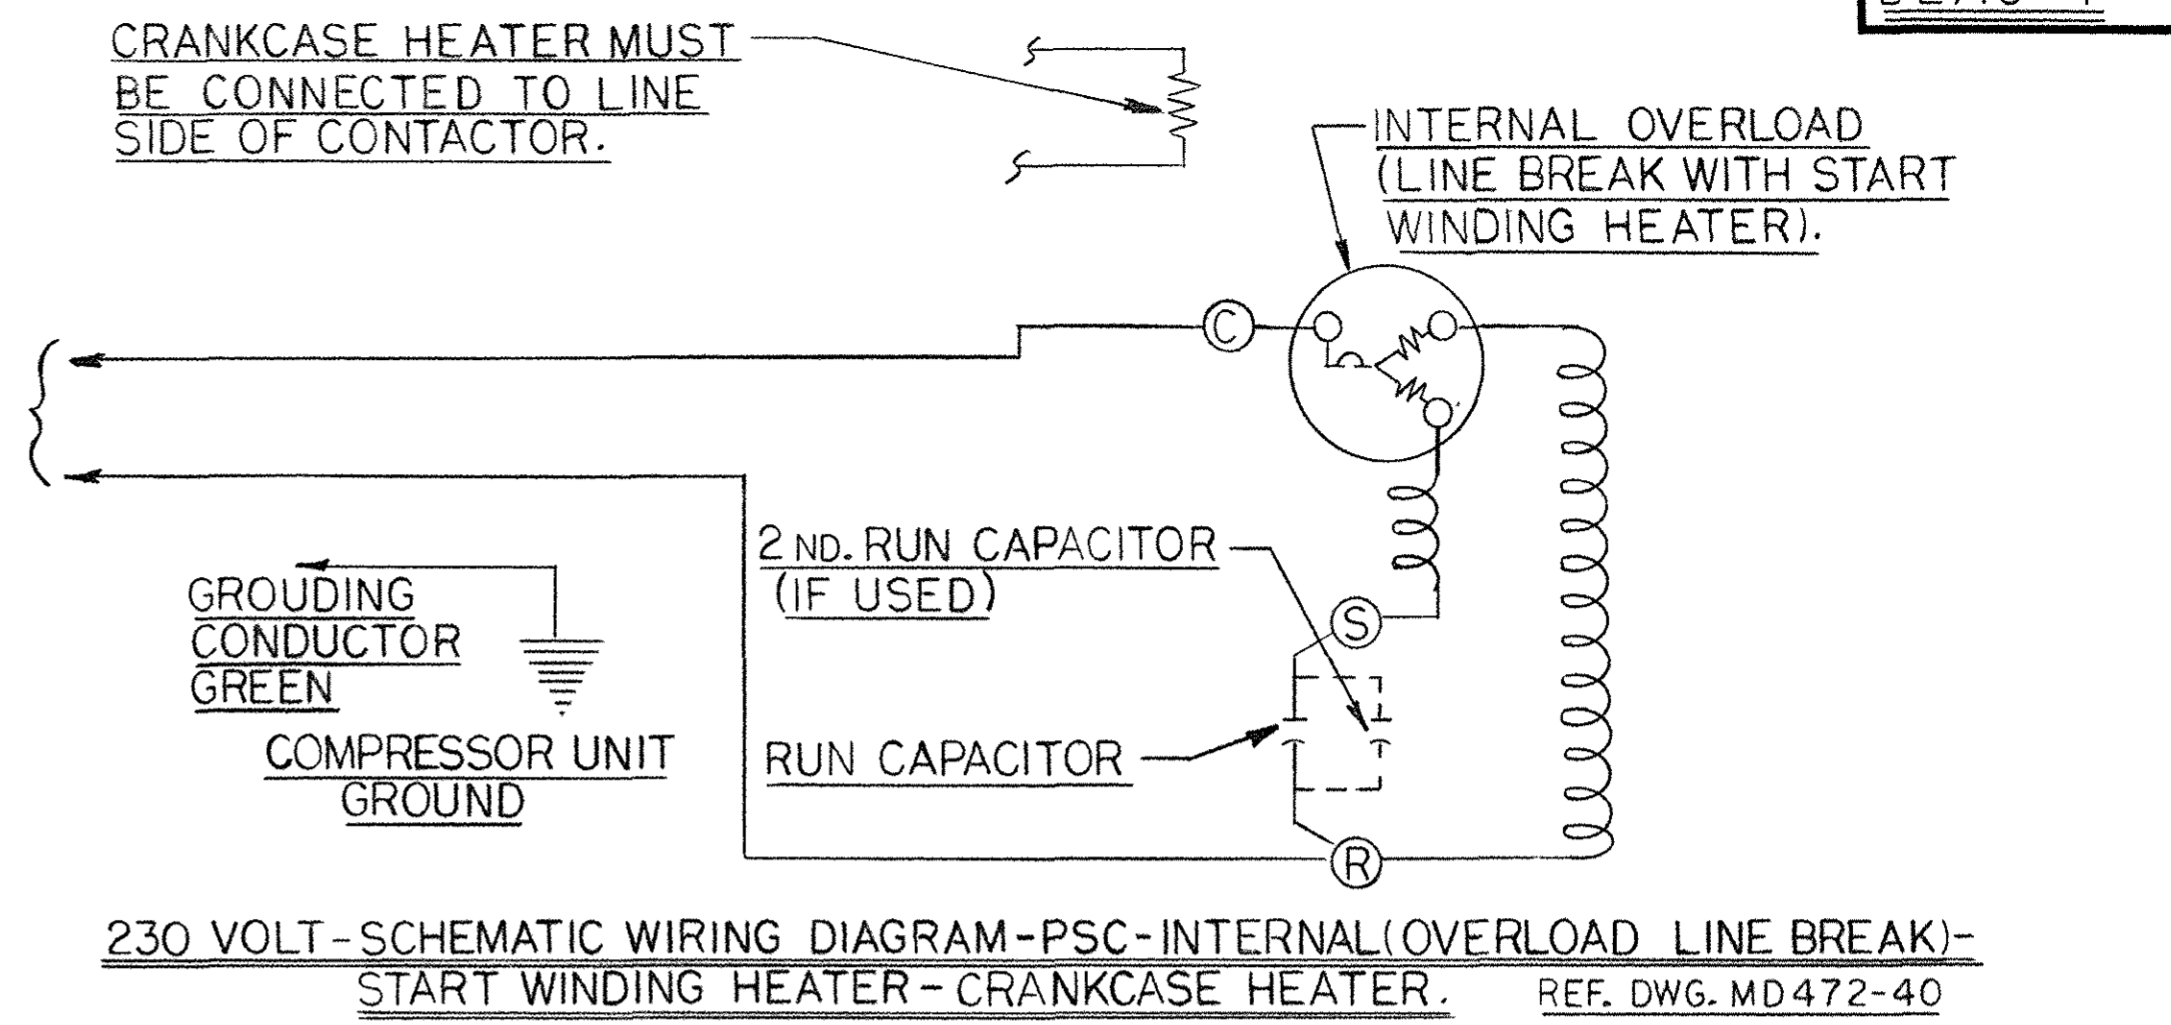 CRANKCASE HEATER MUST
BE CONNECTED TO LINE
SIDE OF CONTACTOR.
INTERNAL OVERLOAD
(LINE BREAK WITH START
WINDING HEATER).
C
2 ND. RUN CAPACITOR
(IF USED)
S
GROUDING
CONDUCTOR
GREEN
COMPRESSOR UNIT
GROUND
RUN CAPACITOR
R
230 VOLT-SCHEMATIC WIRING DIAGRAM-PSC-INTERNAL(OVERLOAD LINE BREAK)-
START WINDING HEATER-CRANKCASE HEATER. REF. DWG. MD472-40